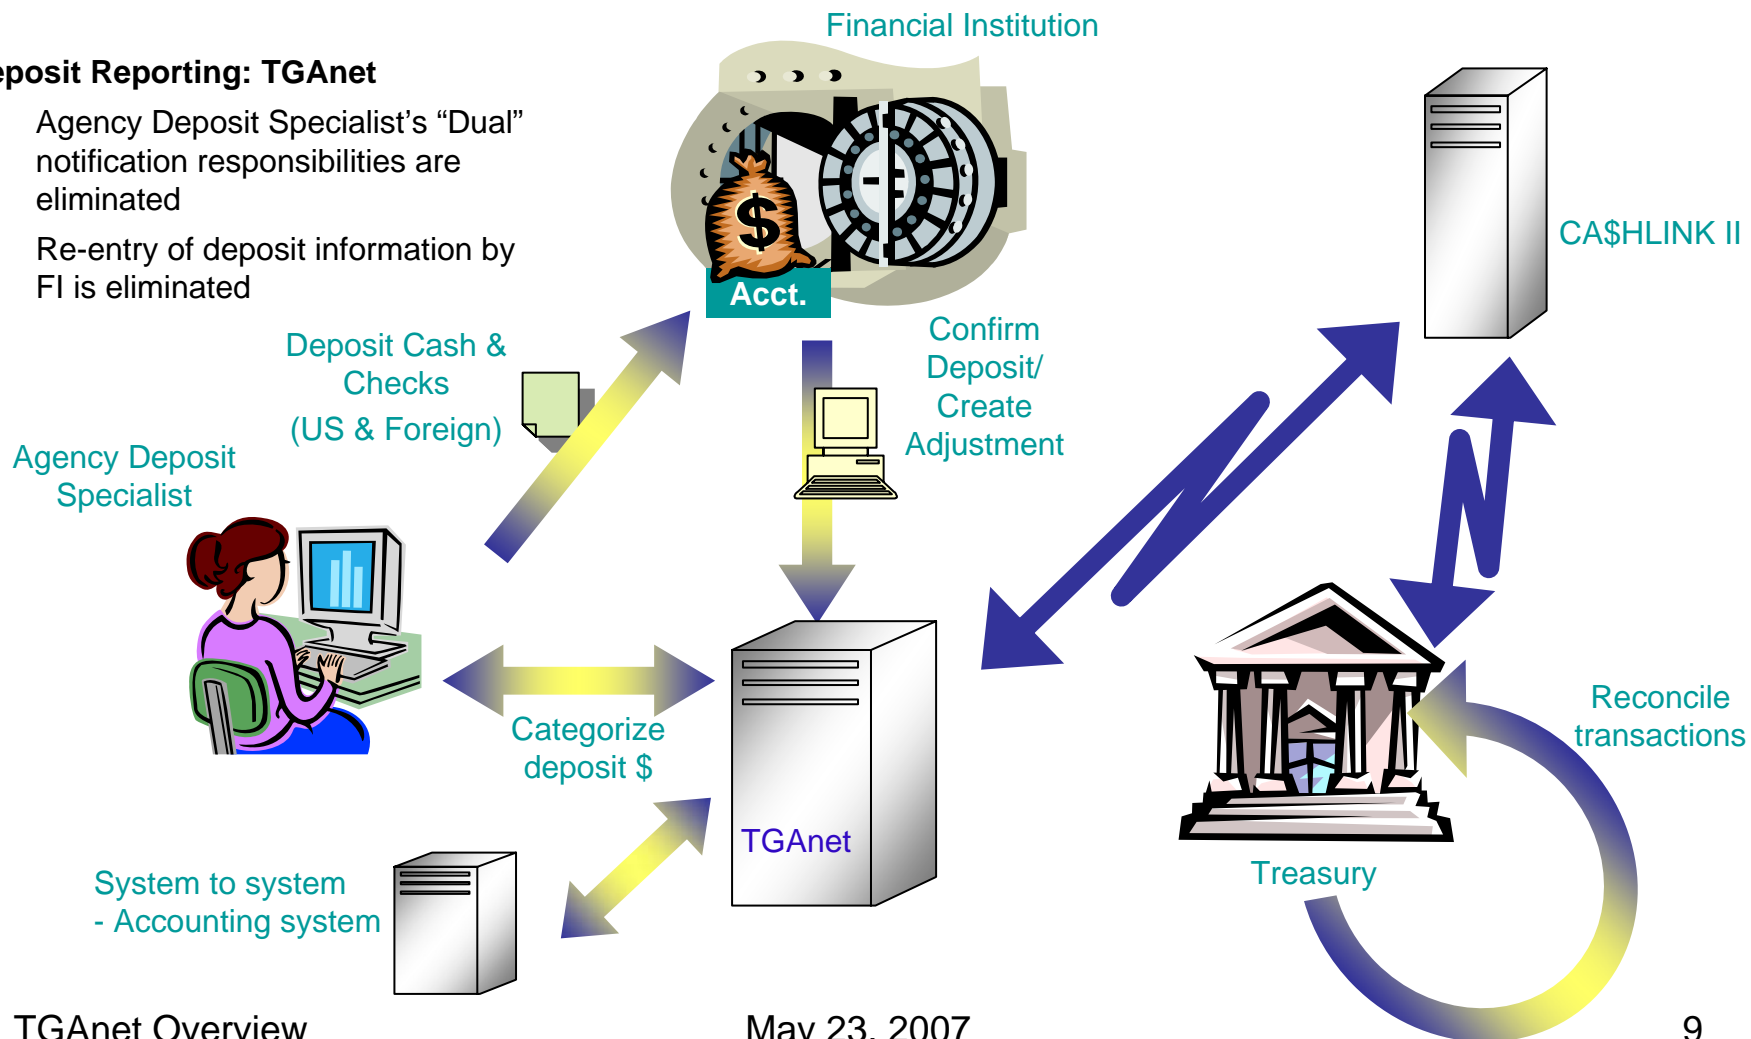 Financial Institution
eposit Reporting: TGAnet
Agency Deposit Specialist’s “Dual”
notification responsibilities are
eliminated
Re-entry of deposit information by
FI is eliminated
CA$HLINK II
$
Acct.
Deposit Cash &
Checks
(US & Foreign)
Confirm
Deposit/
Create
Adjustment
Agency Deposit
Specialist
Categorize
deposit $
Reconcile
transactions
TGAnet
Treasury
System to system
- Accounting system
TGAnet Overview
May 23, 2007
9